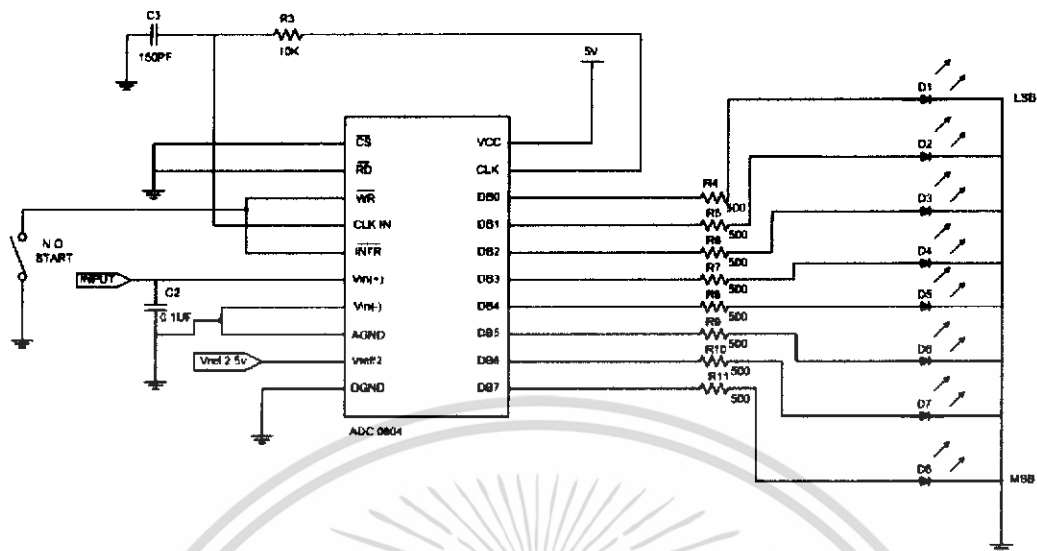 C3
150PF
R3
10K
5V
CS
RD
WR
CLK IN
INTR
Vin(+)
Vin(-)
AGND
Vref/2
DGND
VCC
CLK
DB0
DB1
DB2
DB3
DB4
DB5
DB6
DB7
ADC 0804
N O
START
INPUT
C2
0 1UF
Vref 2 5v
R4
500
R5
500
R6
500
R7
500
R8
500
R9
500
R10
500
R11
500
D1
D2
D3
D4
D5
D6
D7
D8
LSB
MSB